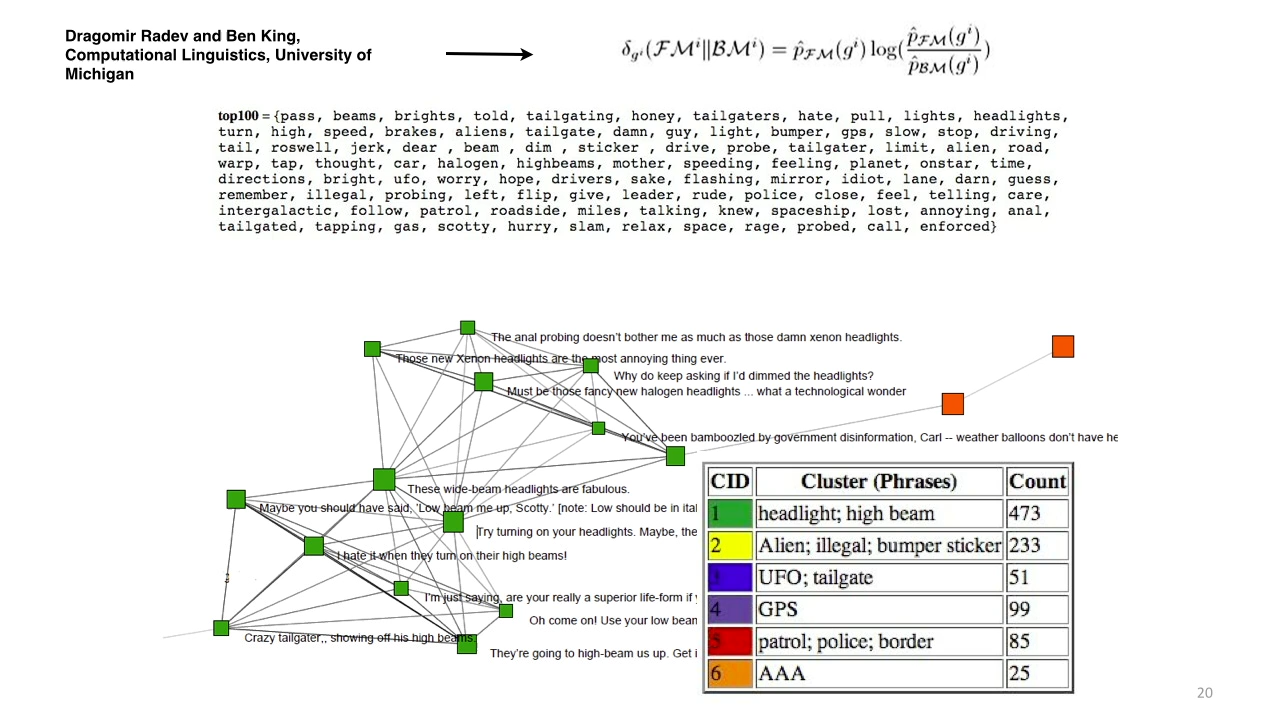 Dragomir Radev and Ben King,
Computational Linguistics, University of
Michigan
δ_{g^i}(ℱℳ^i||ℬℳ^i) = p̂_{ℱℳ}(g^i) log(p̂_{ℱℳ}(g^i)/p̂_{ℬℳ}(g^i))
top100 = {pass, beams, brights, told, tailgating, honey, tailgaters, hate, pull, lights, headlights,
turn, high, speed, brakes, aliens, tailgate, damn, guy, light, bumper, gps, slow, stop, driving,
tail, roswell, jerk, dear , beam , dim , sticker , drive, probe, tailgater, limit, alien, road,
warp, tap, thought, car, halogen, highbeams, mother, speeding, feeling, planet, onstar, time,
directions, bright, ufo, worry, hope, drivers, sake, flashing, mirror, idiot, lane, darn, guess,
remember, illegal, probing, left, flip, give, leader, rude, police, close, feel, telling, care,
intergalactic, follow, patrol, roadside, miles, talking, knew, spaceship, lost, annoying, anal,
tailgated, tapping, gas, scotty, hurry, slam, relax, space, rage, probed, call, enforced}
The anal probing doesn't bother me as much as those damn xenon headlights.
Those new Xenon headlights are the most annoying thing ever.
Why do keep asking if I'd dimmed the headlights?
Must be those fancy new halogen headlights ... what a technological wonder
You've been bamboozled by government disinformation, Carl -- weather balloons don't have he
These wide-beam headlights are fabulous.
Maybe you should have said, 'Low beam me up, Scotty.' [note: Low should be in ital
Try turning on your headlights. Maybe, the
I hate it when they turn on their high beams!
I'm just saying, are your really a superior life-form if y
Oh come on! Use your low bean
Crazy tailgater,, showing off his high beams.
They're going to high-beam us up. Get i
CID Cluster (Phrases) Count
1 headlight; high beam 473
2 Alien; illegal; bumper sticker 233
3 UFO; tailgate 51
4 GPS 99
5 patrol; police; border 85
6 AAA 25
20